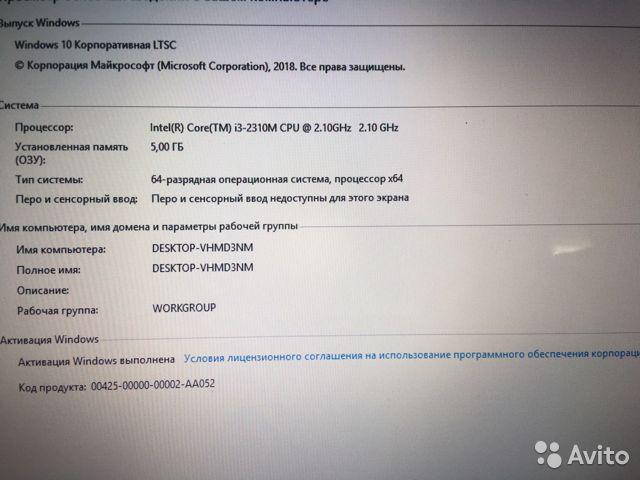 Выпуск Windows
Windows 10 Корпоративная LTSC
© Корпорация Майкрософт (Microsoft Corporation), 2018. Все права защищены.
Система
Процессор: Intel(R) Core(TM) i3-2310M CPU @ 2.10GHz 2.10 GHz
Установленная память 5,00 ГБ
(ОЗУ):
Тип системы: 64-разрядная операционная система, процессор x64
Перо и сенсорный ввод: Перо и сенсорный ввод недоступны для этого экрана
Имя компьютера, имя домена и параметры рабочей группы
Имя компьютера: DESKTOP-VHMD3NM
Полное имя: DESKTOP-VHMD3NM
Описание:
Рабочая группа: WORKGROUP
Активация Windows
Активация Windows выполнена Условия лицензионного соглашения на использование программного обеспечения корпораци
Код продукта: 00425-00000-00002-AA052
Avito